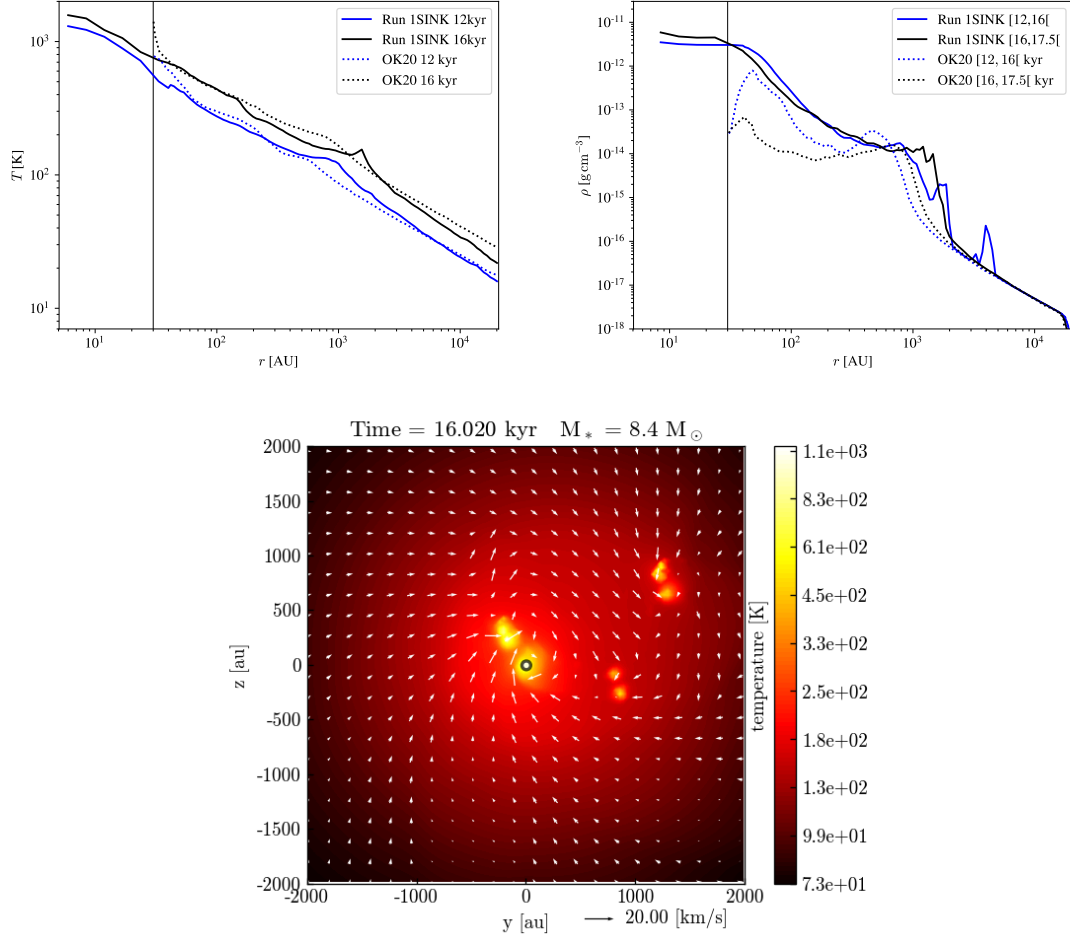 10³
10²
10¹
T [K]
10¹ 10² 10³ 10⁴
r [AU]
Run 1SINK 12kyr
Run 1SINK 16kyr
OK20 12 kyr
OK20 16 kyr
10⁻¹¹
10⁻¹²
10⁻¹³
10⁻¹⁴
10⁻¹⁵
10⁻¹⁶
10⁻¹⁷
10⁻¹⁸
ρ [g cm⁻³]
10¹ 10² 10³ 10⁴
r [AU]
Run 1SINK [12,16[
Run 1SINK [16,17.5[
OK20 [12, 16[ kyr
OK20 [16, 17.5[ kyr
Time = 16.020 kyr M* = 8.4 M⊙
2000
1500
1000
500
0
-500
-1000
-1500
-2000
z [au]
-2000 -1000 0 1000 2000
y [au]
20.00 [km/s]
1.1e+03
8.3e+02
6.1e+02
4.5e+02
3.3e+02
2.5e+02
1.8e+02
1.3e+02
9.9e+01
7.3e+01
temperature [K]